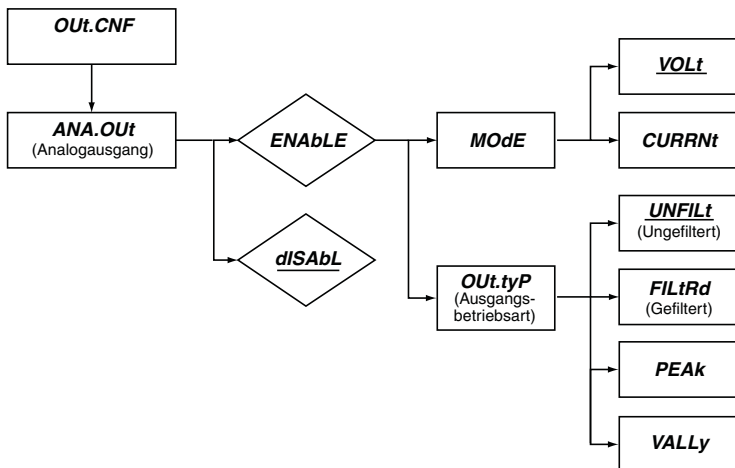 OUt.CNF
ANA.OUt
(Analogausgang)
ENAbLE
dISAbL
MOdE
VOLt
CURRNt
OUt.tyP
(Ausgangs-
betriebsart)
UNFILt
(Ungefiltert)
FILtRd
(Gefiltert)
PEAk
VALLy